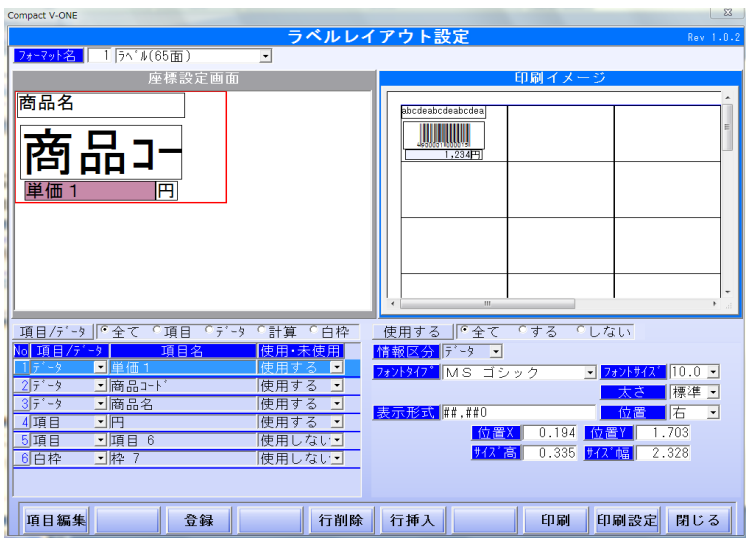 Compact V-ONE
ラベルレイアウト設定 Rev 1.0.2
フォーマット名 1 ラベル(65面)
座標設定画面 印刷イメージ
商品名
商品コー
単価1 円
abcdeabcdeabcdea
1,234円
項目/データ 全て 項目 データ 計算 白枠
使用する 全て する しない
No 項目/データ 項目名 使用・未使用
1 データ 単価1 使用する
2 データ 商品コード 使用する
3 データ 商品名 使用する
4 項目 円 使用する
5 項目 項目 6 使用しない
6 白枠 枠 7 使用しない
情報区分 データ
フォントタイプ MS ゴシック フォントサイズ 10.0
太さ 標準
表示形式 ##,##0 位置 右
位置X 0.194 位置Y 1.703
サイズ高 0.335 サイズ幅 2.328
項目編集 登録 行削除 行挿入 印刷 印刷設定 閉じる